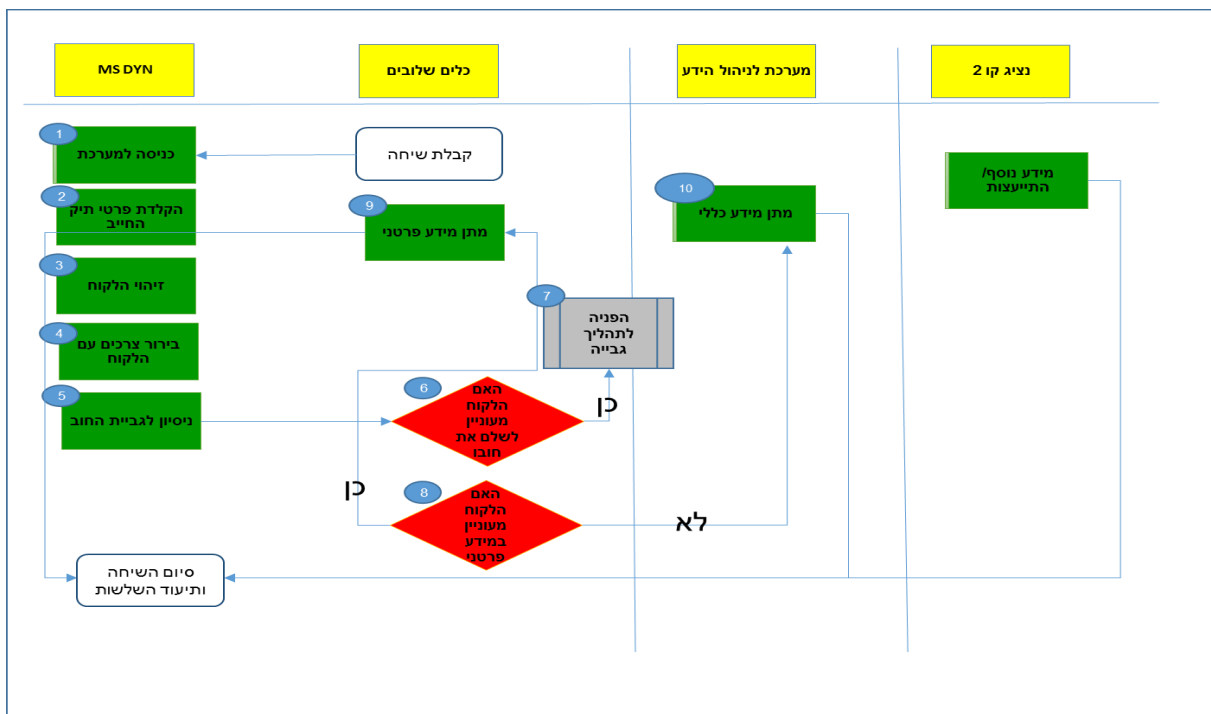 MS DYN
כלים שלובים
מערכת לניהול הידע
נציג קו 2
1
כניסה למערכת
קבלת שיחה
2
הקלדת פרטי תיק
החייב
9
מתן מידע פרטני
10
מתן מידע כללי
מידע נוסף/
התייעצות
3
זיהוי הלקוח
7
הפניה
לתהליך
גבייה
4
בירור צרכים עם
הלקוח
5
ניסיון לגביית החוב
6
האם
הלקוח
מעוניין
לשלם את
חובו
כן
כן
8
האם
הלקוח
מעוניין
במידע
פרטני
לא
סיום השיחה
ותיעוד השלשות